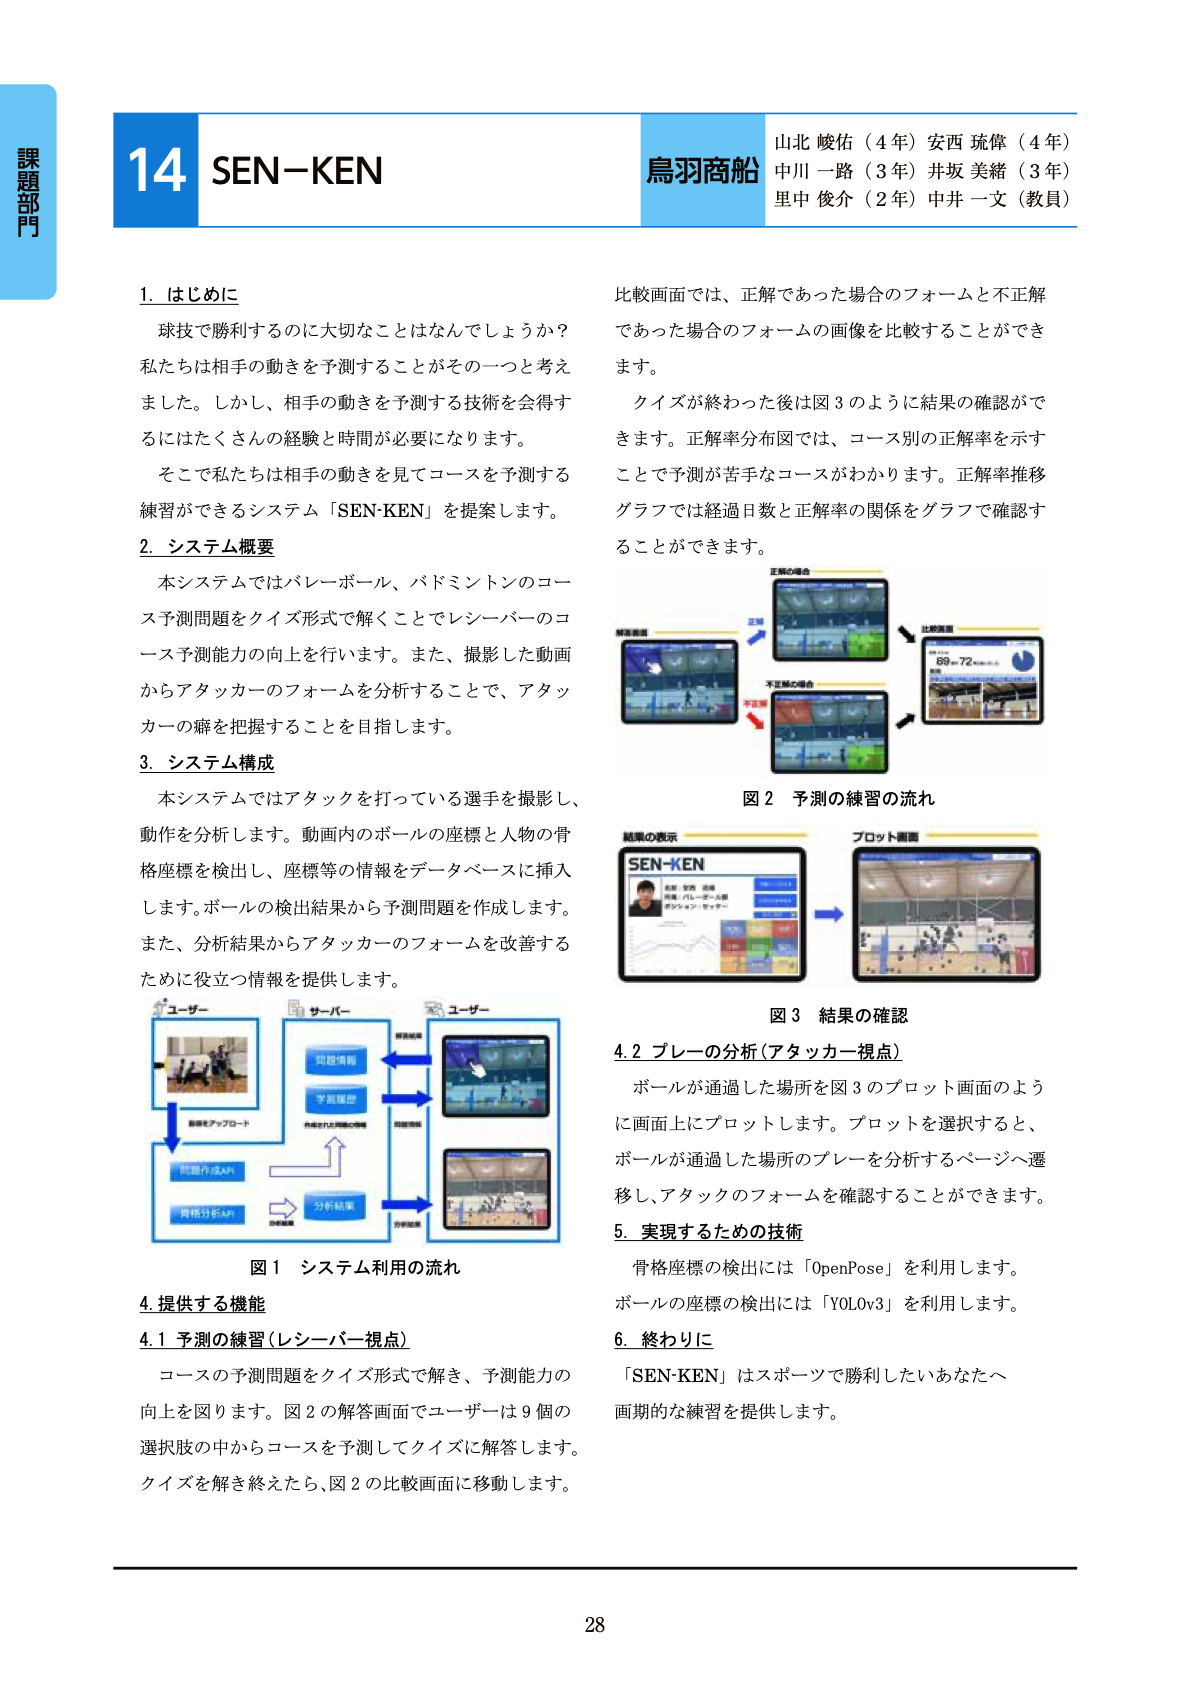 課題部門
14
SEN－KEN
鳥羽商船
山北 峻佑（４年）安西 琉偉（４年）
中川 一路（３年）井坂 美緒（３年）
里中 俊介（２年）中井 一文（教員）
1. はじめに
球技で勝利するのに大切なことはなんでしょうか？
私たちは相手の動きを予測することがその一つと考え
ました。しかし、相手の動きを予測する技術を会得す
るにはたくさんの経験と時間が必要になります。
そこで私たちは相手の動きを見てコースを予測する
練習ができるシステム「SEN-KEN」を提案します。
2. システム概要
本システムではバレーボール、バドミントンのコー
ス予測問題をクイズ形式で解くことでレシーバーのコ
ース予測能力の向上を行います。また、撮影した動画
からアタッカーのフォームを分析することで、アタッ
カーの癖を把握することを目指します。
3. システム構成
本システムではアタックを打っている選手を撮影し、
動作を分析します。動画内のボールの座標と人物の骨
格座標を検出し、座標等の情報をデータベースに挿入
します。ボールの検出結果から予測問題を作成します。
また、分析結果からアタッカーのフォームを改善する
ために役立つ情報を提供します。
ユーザー
サーバー
ユーザー
解答結果
問題情報
学習履歴
動画をアップロード
作成された問題の情報
問題情報
問題作成API
骨格分析API
分析結果
分析結果
分析結果
図１ システム利用の流れ
4.提供する機能
4.1 予測の練習(レシーバー視点)
コースの予測問題をクイズ形式で解き、予測能力の
向上を図ります。図２の解答画面でユーザーは９個の
選択肢の中からコースを予測してクイズに解答します。
クイズを解き終えたら、図２の比較画面に移動します。
比較画面では、正解であった場合のフォームと不正解
であった場合のフォームの画像を比較することができ
ます。
クイズが終わった後は図３のように結果の確認がで
きます。正解率分布図では、コース別の正解率を示す
ことで予測が苦手なコースがわかります。正解率推移
グラフでは経過日数と正解率の関係をグラフで確認す
ることができます。
正解の場合
正解
解答画面
比較画面
不正解の場合
不正解
図２ 予測の練習の流れ
結果の表示
プロット画面
SEN-KEN
図３ 結果の確認
4.2 プレーの分析(アタッカー視点)
ボールが通過した場所を図３のプロット画面のよう
に画面上にプロットします。プロットを選択すると、
ボールが通過した場所のプレーを分析するページへ遷
移し、アタックのフォームを確認することができます。
5. 実現するための技術
骨格座標の検出には「OpenPose」を利用します。
ボールの座標の検出には「YOLOv3」を利用します。
6. 終わりに
「SEN-KEN」はスポーツで勝利したいあなたへ
画期的な練習を提供します。
28